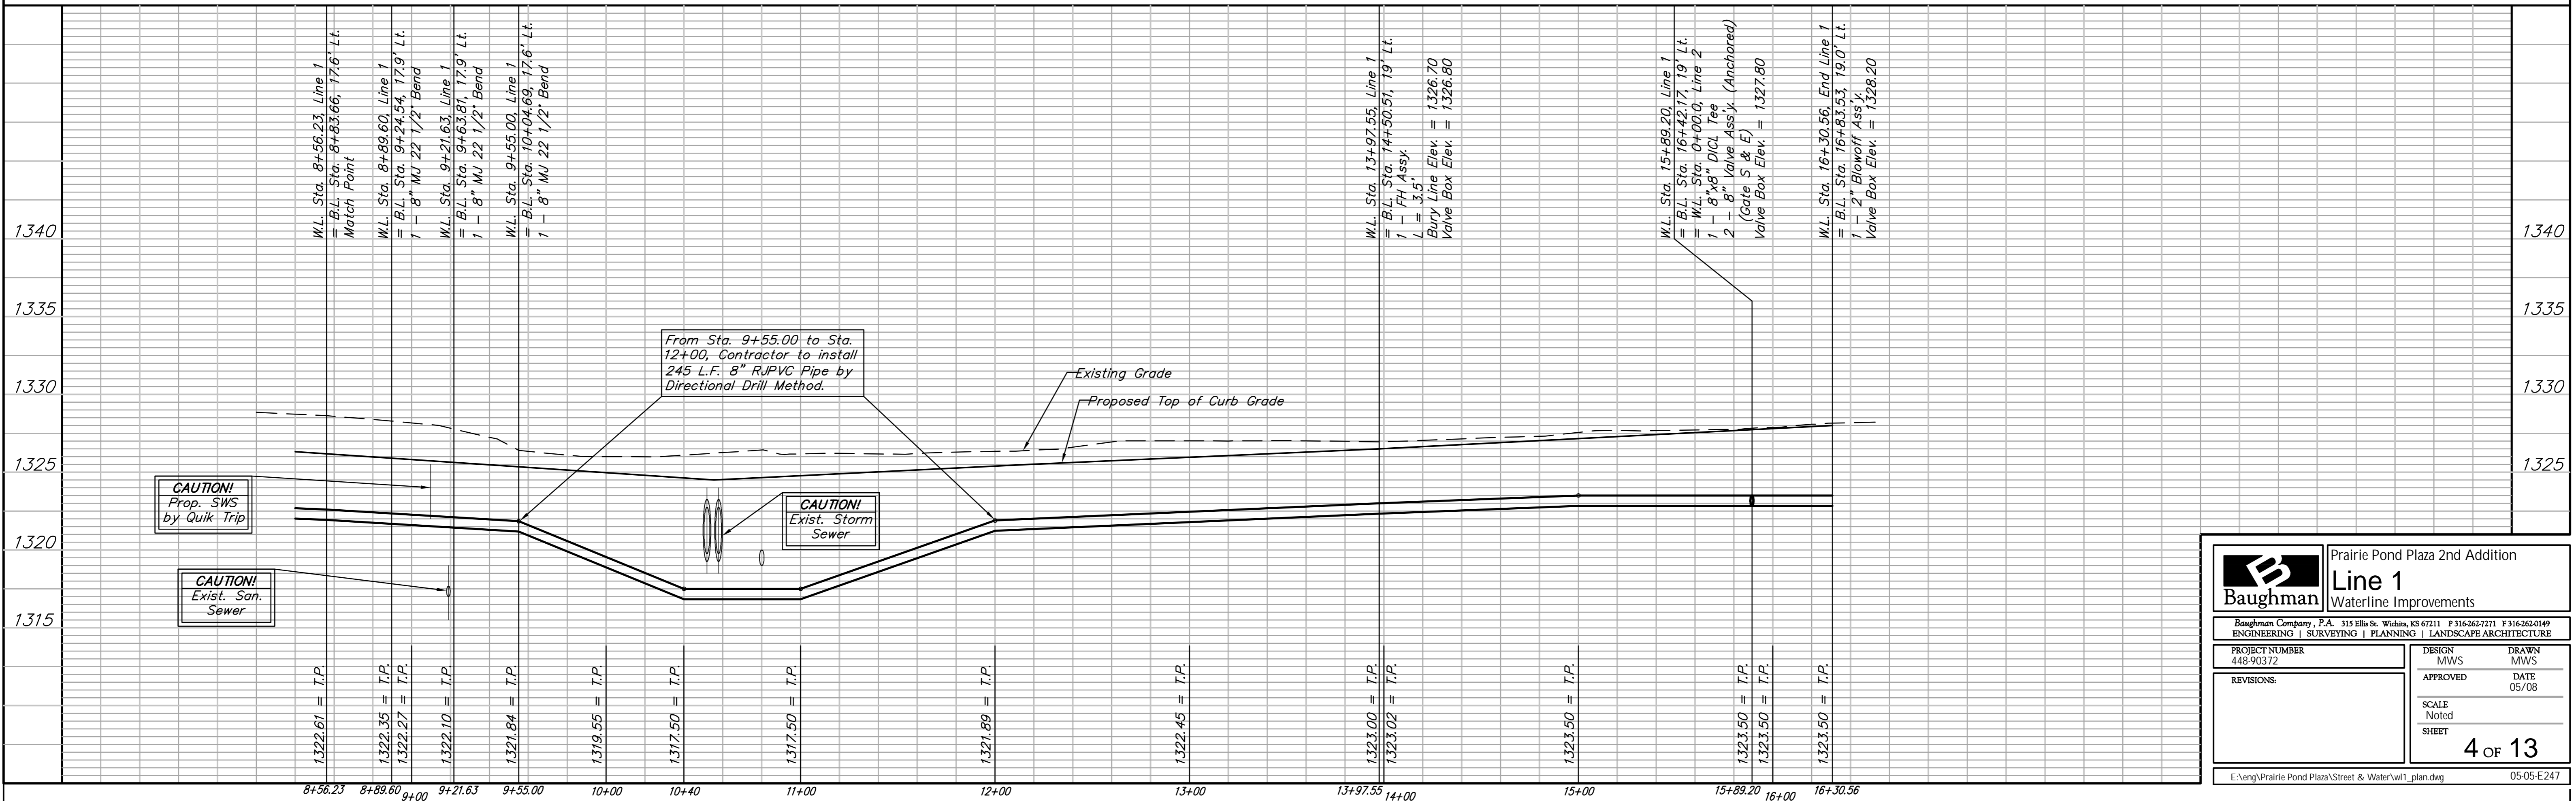 W.L. Sta. 8+56.23, Line 1
= B.L. Sta. 8+83.66, 17.6' Lt.
Match Point
W.L. Sta. 8+89.60, Line 1
= B.L. Sta. 9+24.54, 17.9' Lt.
1 - 8" MJ 22 1/2° Bend
W.L. Sta. 9+21.63, Line 1
= B.L. Sta. 9+63.81, 17.9' Lt.
1 - 8" MJ 22 1/2° Bend
W.L. Sta. 9+55.00, Line 1
= B.L. Sta. 10+04.69, 17.6' Lt.
1 - 8" MJ 22 1/2° Bend
W.L. Sta. 13+97.55, Line 1
= B.L. Sta. 14+50.51, 19' Lt.
1 - FH Assy.
L = 3.5'
Bury Line Elev. = 1326.70
Valve Box Elev. = 1326.80
W.L. Sta. 15+89.20, Line 1
= B.L. Sta. 16+42.17, 19' Lt.
= W.L. Sta. 0+00.0, Line 2
1 - 8"x8" DICL Tee
2 - 8" Valve Ass'y. (Anchored)
(Gate S & E)
Valve Box Elev. = 1327.80
W.L. Sta. 16+30.56, End Line 1
= B.L. Sta. 16+83.53, 19.0' Lt.
1 - 2" Blowoff Ass'y.
Valve Box Elev. = 1328.20
1340
1340
1335
1335
1330
1330
1325
1325
1320
1315
From Sta. 9+55.00 to Sta.
12+00, Contractor to install
245 L.F. 8" RJPVC Pipe by
Directional Drill Method.
Existing Grade
Proposed Top of Curb Grade
CAUTION!
Prop. SWS
by Quik Trip
CAUTION!
Exist. Storm
Sewer
CAUTION!
Exist. San.
Sewer
1322.61 = T.P.
1322.35 = T.P.
1322.27 = T.P.
1322.10 = T.P.
1321.84 = T.P.
1319.55 = T.P.
1317.50 = T.P.
1317.50 = T.P.
1321.89 = T.P.
1322.45 = T.P.
1323.00 = T.P.
1323.02 = T.P.
1323.50 = T.P.
1323.50 = T.P.
1323.50 = T.P.
1323.50 = T.P.
8+56.23
8+89.60
9+00
9+21.63
9+55.00
10+00
10+40
11+00
12+00
13+00
13+97.55
14+00
15+00
15+89.20
16+00
16+30.56
Baughman
Prairie Pond Plaza 2nd Addition
Line 1
Waterline Improvements
Baughman Company, P.A. 315 Ellis St. Wichita, KS 67211 P 316-262-7271 F 316-262-0149
ENGINEERING | SURVEYING | PLANNING | LANDSCAPE ARCHITECTURE
PROJECT NUMBER
448-90372
REVISIONS:
DESIGN
MWS
DRAWN
MWS
APPROVED
DATE
05/08
SCALE
Noted
SHEET
4 OF 13
E:\eng\Prairie Pond Plaza\Street & Water\wl1_plan.dwg
05-05-E247